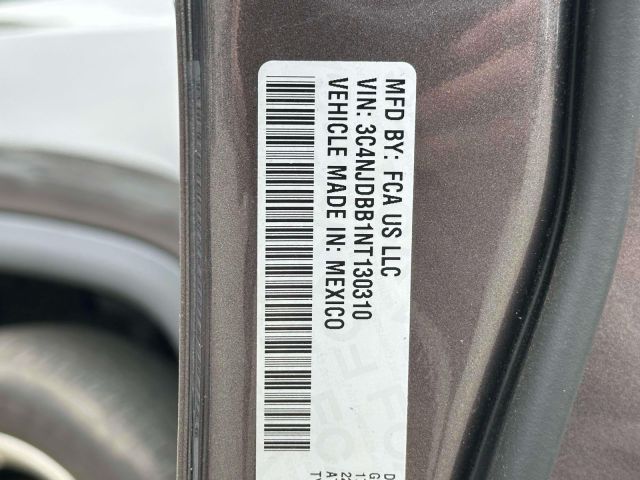 MFD BY: FCA US LLC
VIN: 3C4NJDBB1NT130310
VEHICLE MADE IN: MEXICO